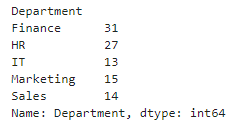 Department
Finance 31
HR 27
IT 13
Marketing 15
Sales 14
Name: Department, dtype: int64